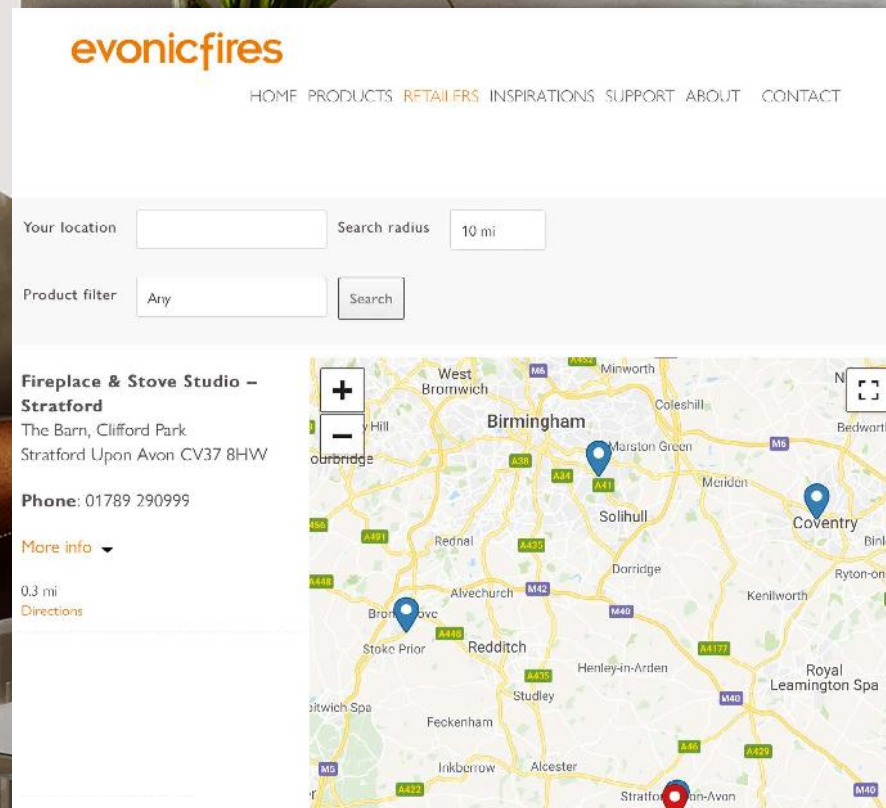 evonicfires
HOME PRODUCTS RETAILERS INSPIRATIONS SUPPORT ABOUT CONTACT
Your location
Search radius
10 mi
Product filter
Any
Search
Fireplace & Stove Studio –
Stratford
The Barn, Clifford Park
Stratford Upon Avon CV37 8HW
Phone: 01789 290999
More info
0.3 mi
Directions
+
−
West
Bromwich
M6
Minworth
Coleshill
Birmingham
Marston Green
M6
A38
A34
A41
Meriden
Solihull
Coventry
A491
Rednal
A435
Dorridge
Alvechurch
M42
Kenilworth
M40
Stoke Prior
A448
Redditch
A4177
Henley-in-Arden
Royal
Leamington Spa
A435
Studley
M40
Feckenham
A46
A429
M5
Inkberrow
Alcester
A422
M40